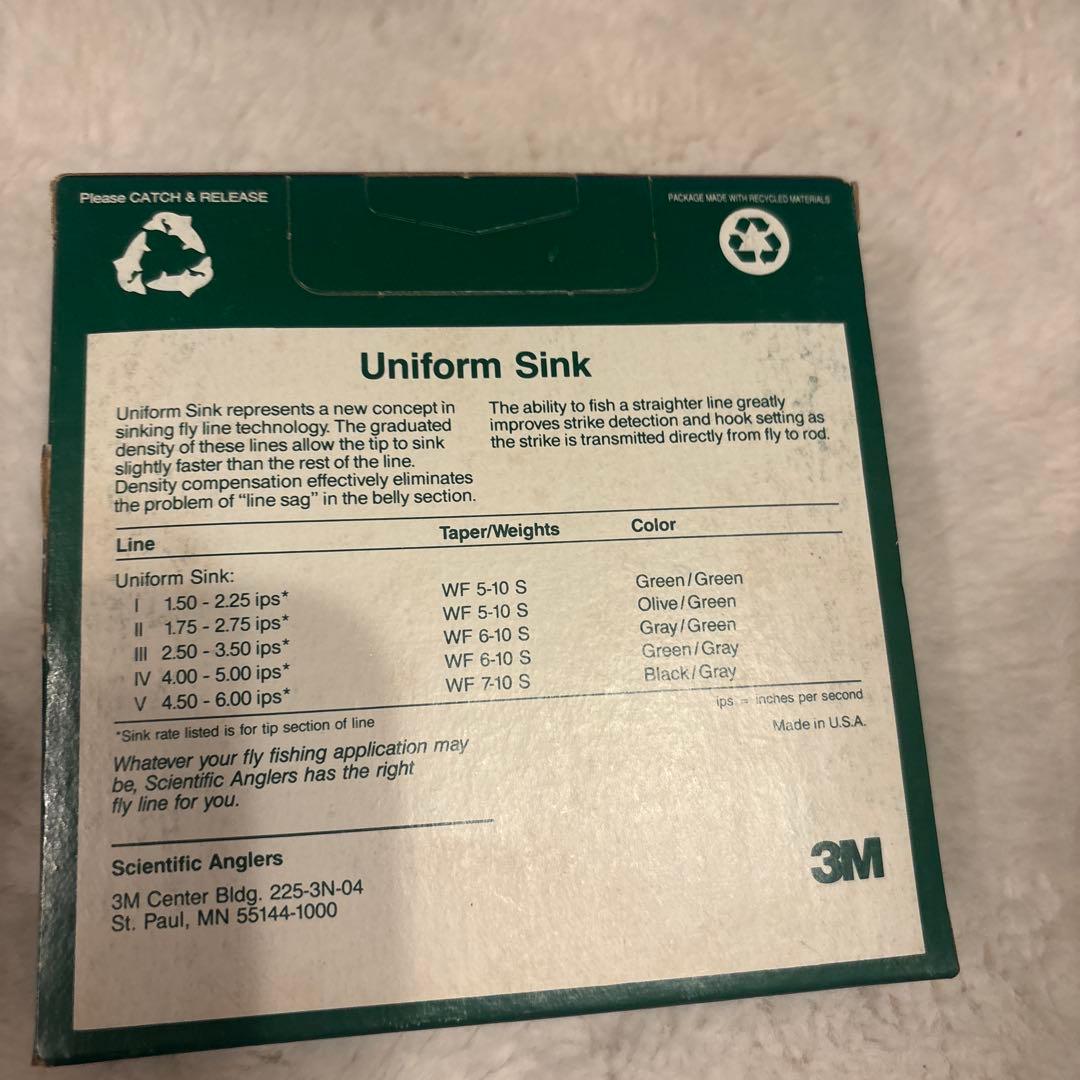 Please CATCH & RELEASE
PACKAGE MADE WITH RECYCLED MATERIALS
Uniform Sink
Uniform Sink represents a new concept in
sinking fly line technology. The graduated
density of these lines allow the tip to sink
slightly faster than the rest of the line.
Density compensation effectively eliminates
the problem of “line sag” in the belly section.
The ability to fish a straighter line greatly
improves strike detection and hook setting as
the strike is transmitted directly from fly to rod.
Line Taper/Weights Color
Uniform Sink:
I 1.50 - 2.25 ips* WF 5-10 S Green/Green
II 1.75 - 2.75 ips* WF 5-10 S Olive/Green
III 2.50 - 3.50 ips* WF 6-10 S Gray/Green
IV 4.00 - 5.00 ips* WF 6-10 S Green/Gray
V 4.50 - 6.00 ips* WF 7-10 S Black/Gray
*Sink rate listed is for tip section of line
ips = inches per second
Made in U.S.A.
Whatever your fly fishing application may
be, Scientific Anglers has the right
fly line for you.
Scientific Anglers
3M Center Bldg. 225-3N-04
St. Paul, MN 55144-1000
3M